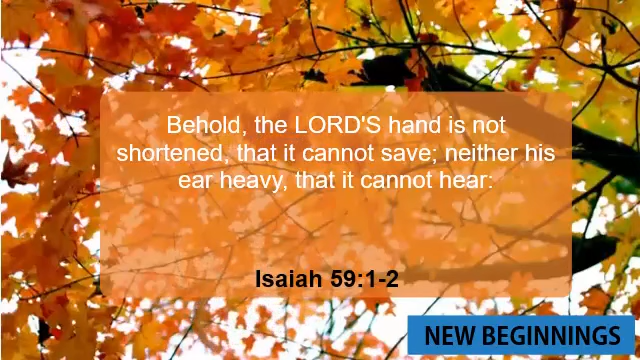 Behold, the LORD'S hand is not
shortened, that it cannot save; neither his
ear heavy, that it cannot hear:
Isaiah 59:1-2
NEW BEGINNINGS